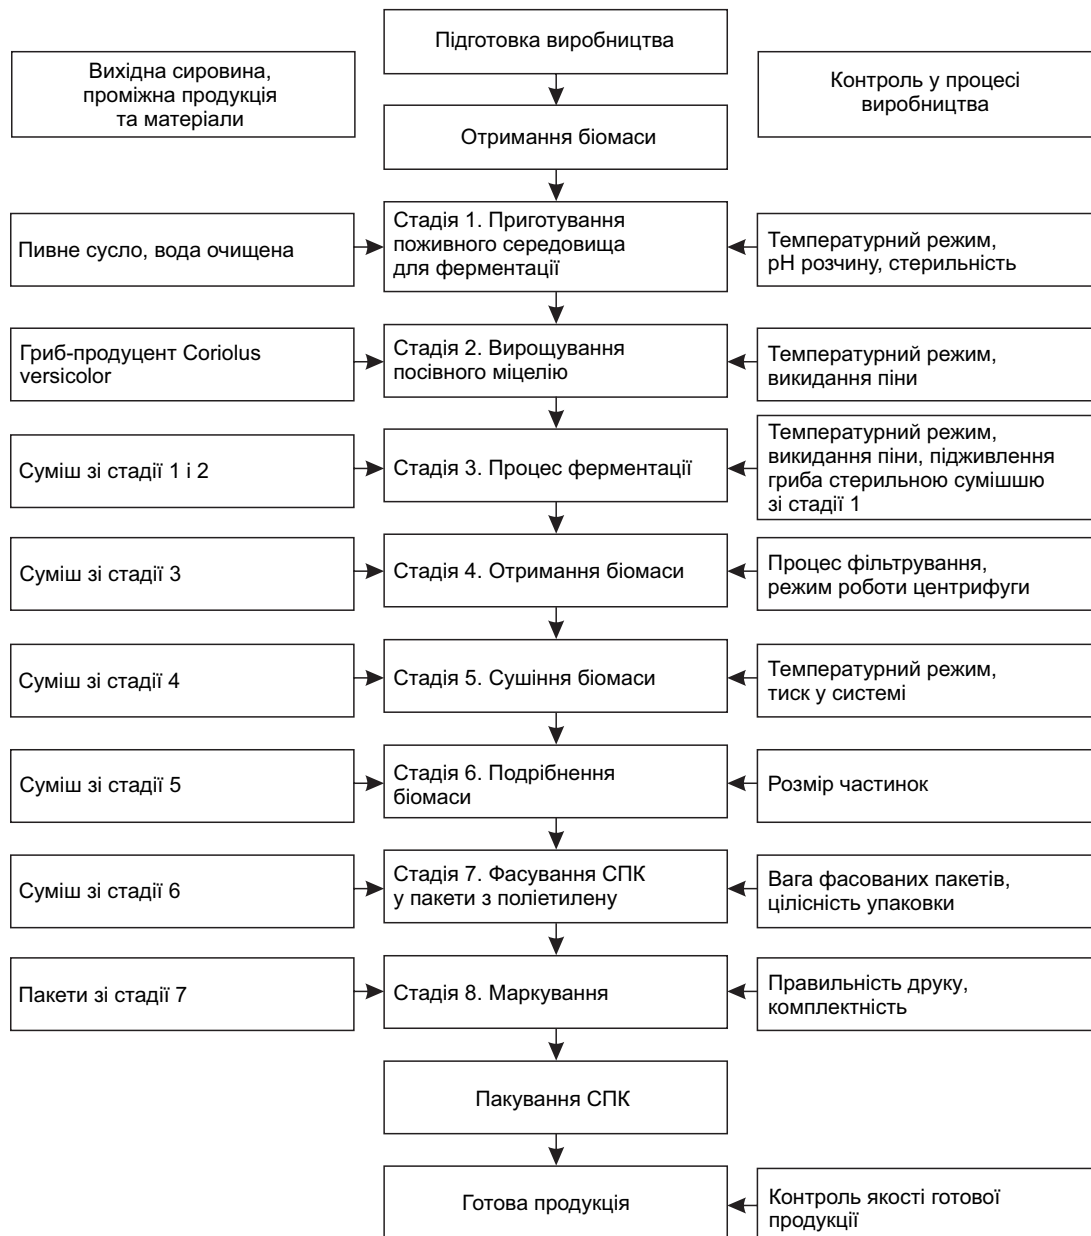 Підготовка виробництва
Вихідна сировина,
проміжна продукція
та матеріали
Контроль у процесі
виробництва
Отримання біомаси
Пивне сусло, вода очищена
Стадія 1. Приготування
поживного середовища
для ферментації
Температурний режим,
рН розчину, стерильність
Гриб-продуцент Coriolus
versicolor
Стадія 2. Вирощування
посівного міцелію
Температурний режим,
викидання піни
Суміш зі стадії 1 і 2
Стадія 3. Процес ферментації
Температурний режим,
викидання піни, підживлення
гриба стерильною сумішшю
зі стадії 1
Суміш зі стадії 3
Стадія 4. Отримання біомаси
Процес фільтрування,
режим роботи центрифуги
Суміш зі стадії 4
Стадія 5. Сушіння біомаси
Температурний режим,
тиск у системі
Суміш зі стадії 5
Стадія 6. Подрібнення
біомаси
Розмір частинок
Суміш зі стадії 6
Стадія 7. Фасування СПК
у пакети з поліетилену
Вага фасованих пакетів,
цілісність упаковки
Пакети зі стадії 7
Стадія 8. Маркування
Правильність друку,
комплектність
Пакування СПК
Готова продукція
Контроль якості готової
продукції